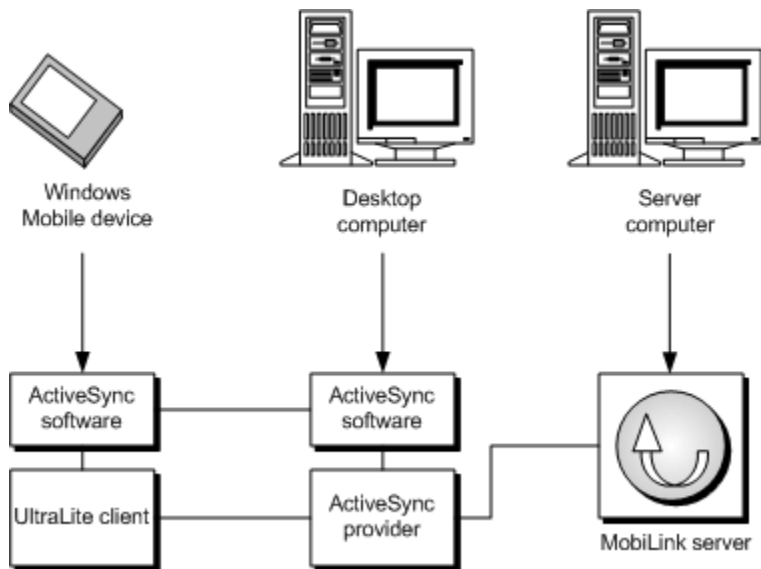 Windows
Mobile device
Desktop
computer
Server
computer
ActiveSync
software
ActiveSync
software
UltraLite client
ActiveSync
provider
MobiLink server